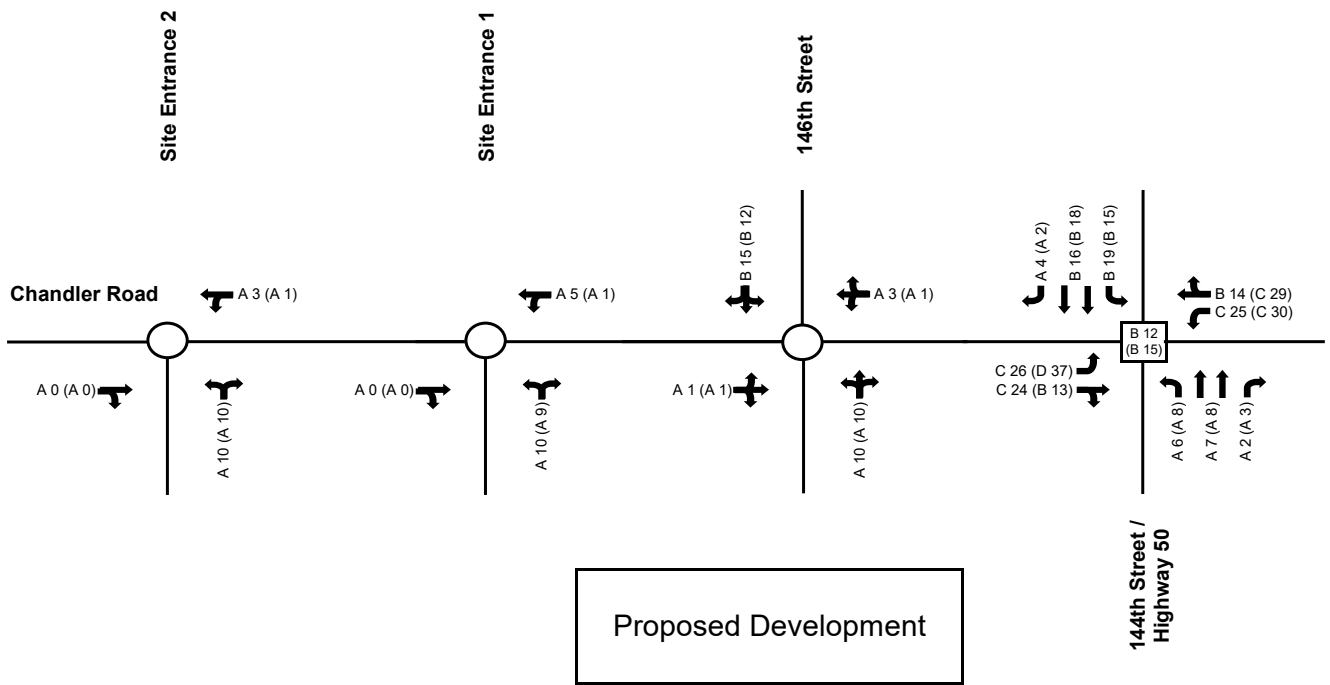 Site Entrance 2
Site Entrance 1
146th Street
Chandler Road
A 3 (A 1)
A 0 (A 0)
A 10 (A 10)
A 5 (A 1)
A 0 (A 0)
A 10 (A 9)
B 15 (B 12)
A 3 (A 1)
A 1 (A 1)
A 10 (A 10)
A 4 (A 2)
B 16 (B 18)
B 19 (B 15)
B 14 (C 29)
C 25 (C 30)
B 12
(B 15)
C 26 (D 37)
C 24 (B 13)
A 6 (A 8)
A 7 (A 8)
A 2 (A 3)
144th Street /
Highway 50
Proposed Development